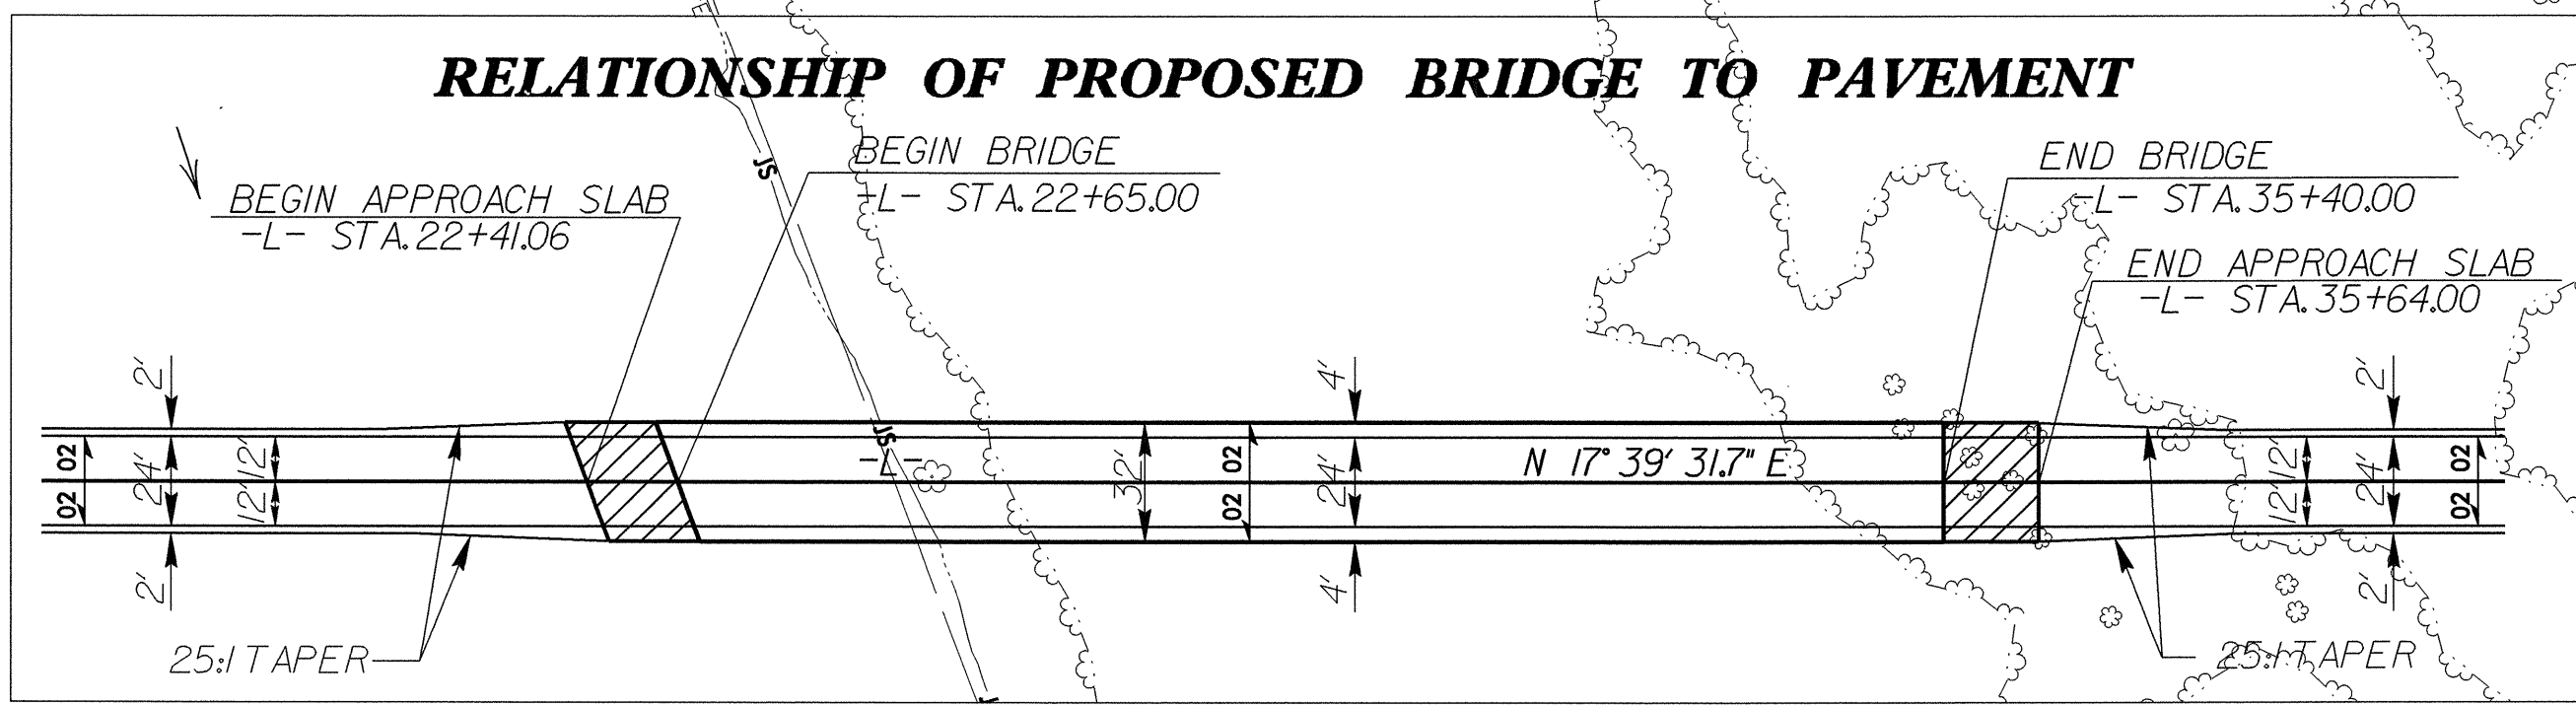 RELATIONSHIP OF PROPOSED BRIDGE TO PAVEMENT
BEGIN APPROACH SLAB
-L- STA.22+41.06
BEGIN BRIDGE
-L- STA.22+65.00
END BRIDGE
-L- STA.35+40.00
END APPROACH SLAB
-L- STA.35+64.00
E
JS
JS
-L-
2'
02
02
24'
12'
12'
2'
25:1 TAPER
32'
02
02
4'
24'
4'
N 17° 39' 31.7" E
2'
12'
12'
24'
02
02
2'
25:1 TAPER